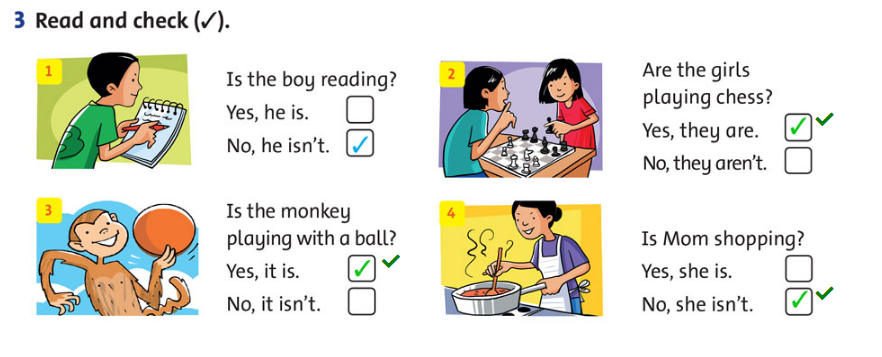 3 Read and check (✓).
1
Is the boy reading?
Yes, he is.
No, he isn't. ✓
2
Are the girls
playing chess?
Yes, they are. ✓ ✓
No, they aren't.
3
Is the monkey
playing with a ball?
Yes, it is. ✓ ✓
No, it isn't.
4
Is Mom shopping?
Yes, she is.
No, she isn't. ✓ ✓